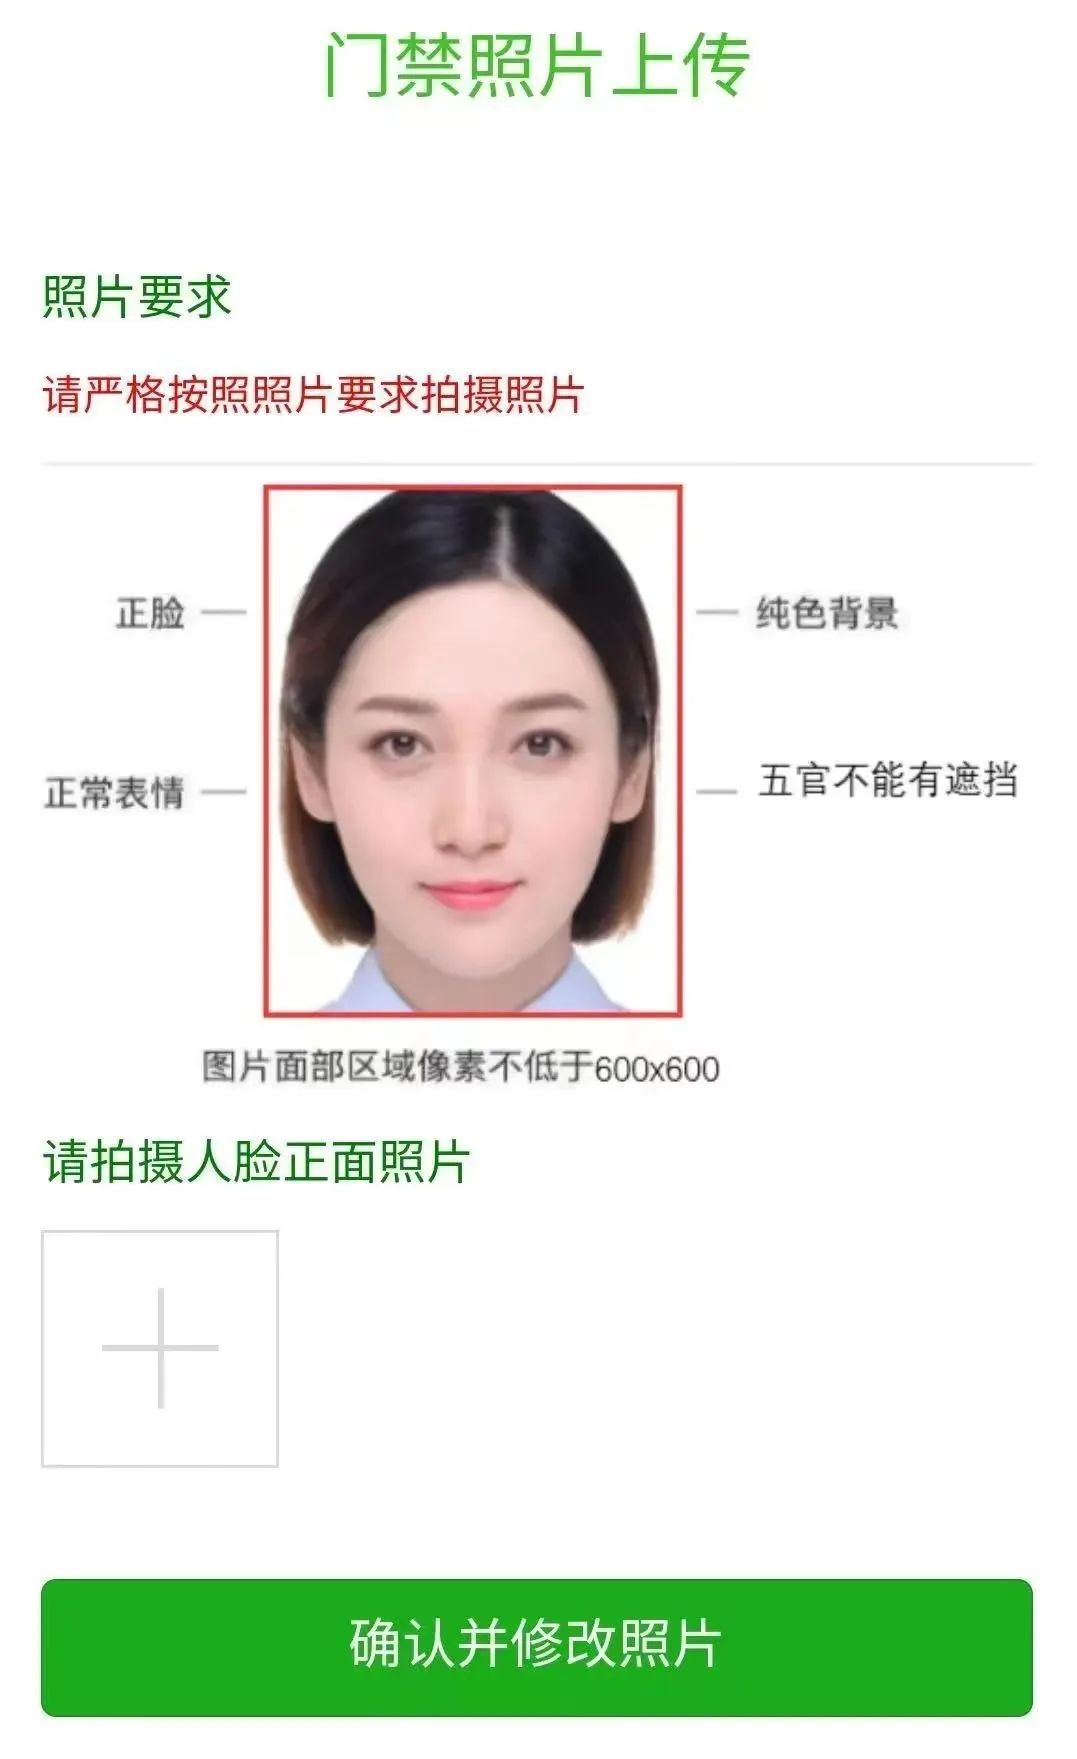 门禁照片上传
照片要求
请严格按照照片要求拍摄照片
正脸
纯色背景
正常表情
五官不能有遮挡
图片面部区域像素不低于600x600
请拍摄人脸正面照片
确认并修改照片